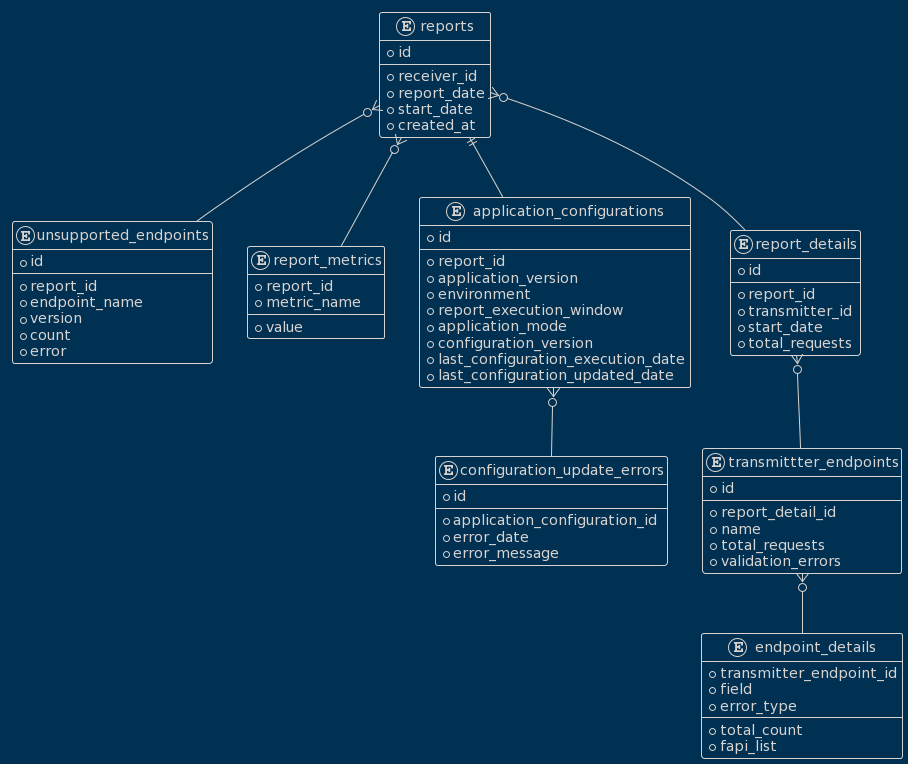 E reports
id
receiver_id
report_date
start_date
created_at
E unsupported_endpoints
id
report_id
endpoint_name
version
count
error
E report_metrics
report_id
metric_name
value
E application_configurations
id
report_id
application_version
environment
report_execution_window
application_mode
configuration_version
last_configuration_execution_date
last_configuration_updated_date
E report_details
id
report_id
transmitter_id
start_date
total_requests
E configuration_update_errors
id
application_configuration_id
error_date
error_message
E transmittter_endpoints
id
report_detail_id
name
total_requests
validation_errors
E endpoint_details
transmitter_endpoint_id
field
error_type
total_count
fapi_list